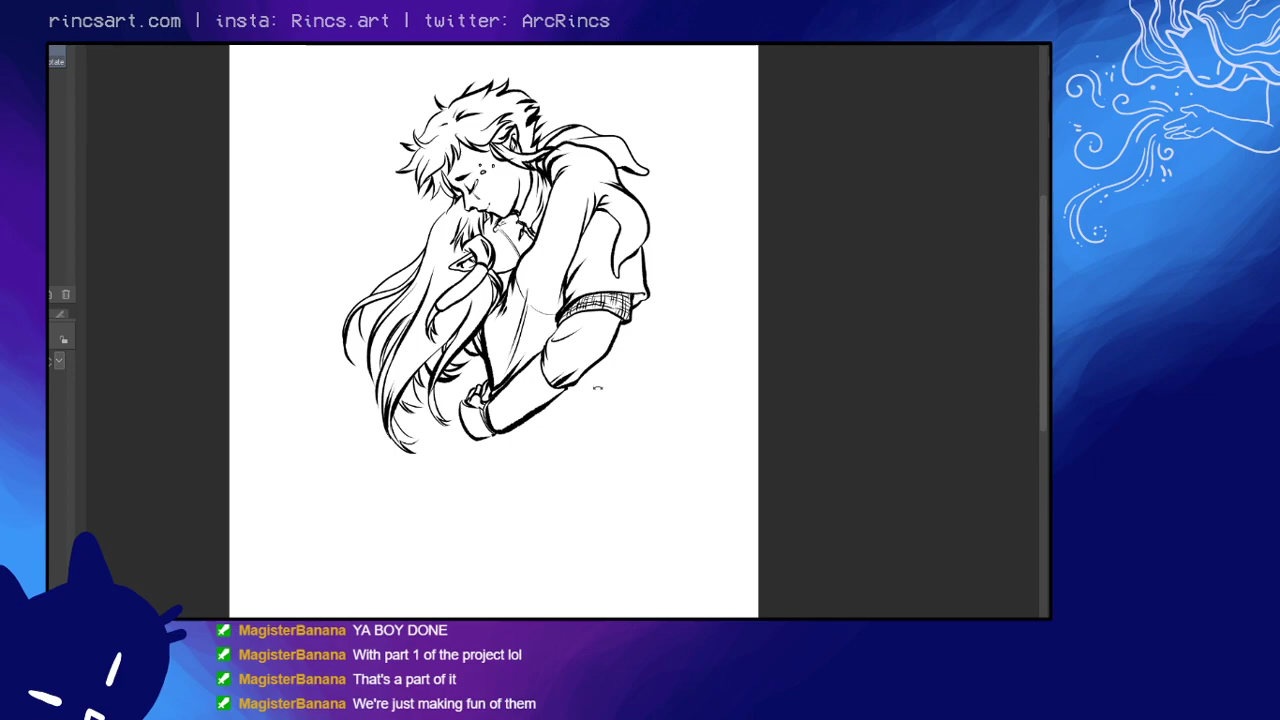 rincsart.com | insta: Rincs.art | twitter: ArcRincs
otate
MagisterBanana YA BOY DONE
MagisterBanana With part 1 of the project lol
MagisterBanana That's a part of it
MagisterBanana We're just making fun of them